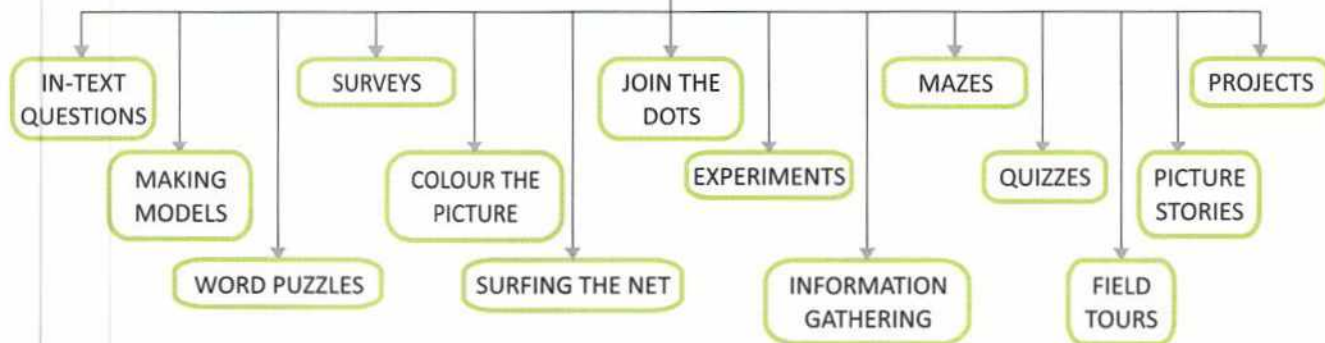 IN-TEXT
QUESTIONS
SURVEYS
JOIN THE
DOTS
MAZES
PROJECTS
MAKING
MODELS
COLOUR THE
PICTURE
EXPERIMENTS
QUIZZES
PICTURE
STORIES
WORD PUZZLES
SURFING THE NET
INFORMATION
GATHERING
FIELD
TOURS